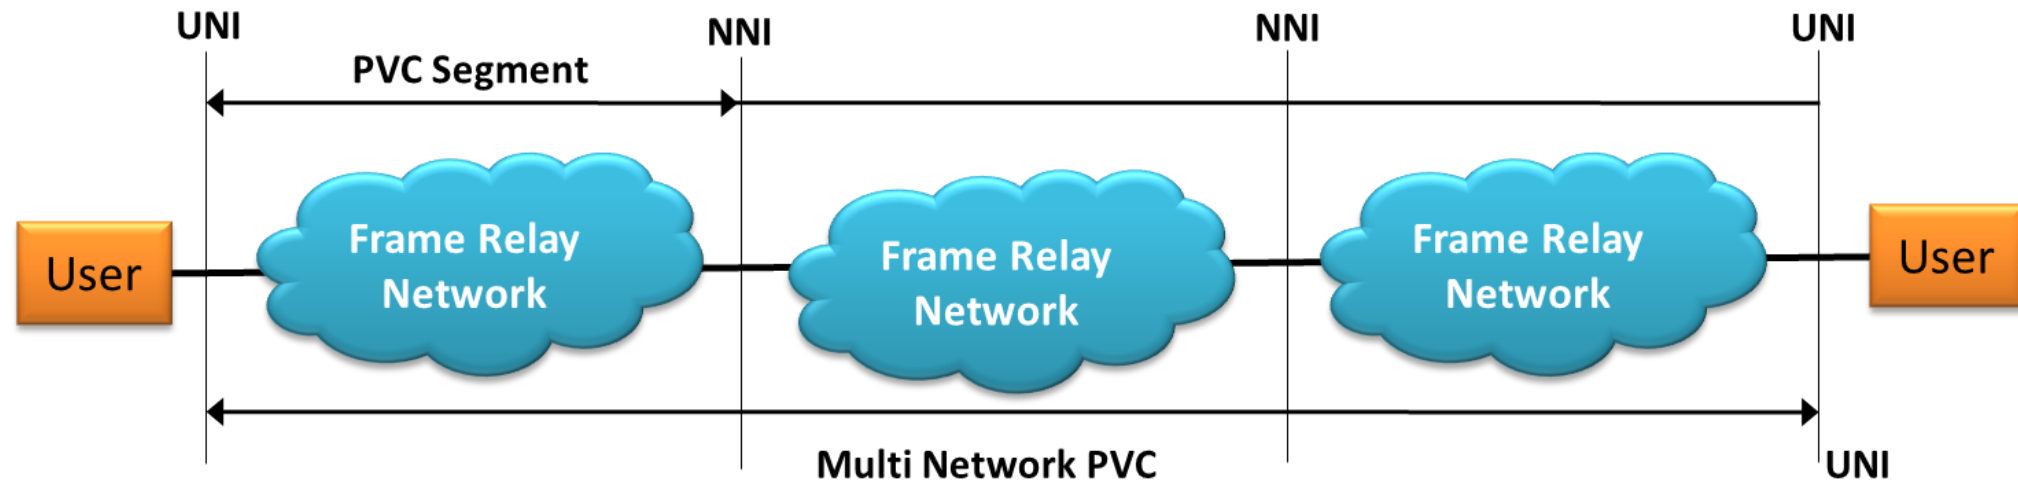 UNI
NNI
NNI
UNI
PVC Segment
User
Frame Relay
Network
Frame Relay
Network
Frame Relay
Network
User
Multi Network PVC
UNI